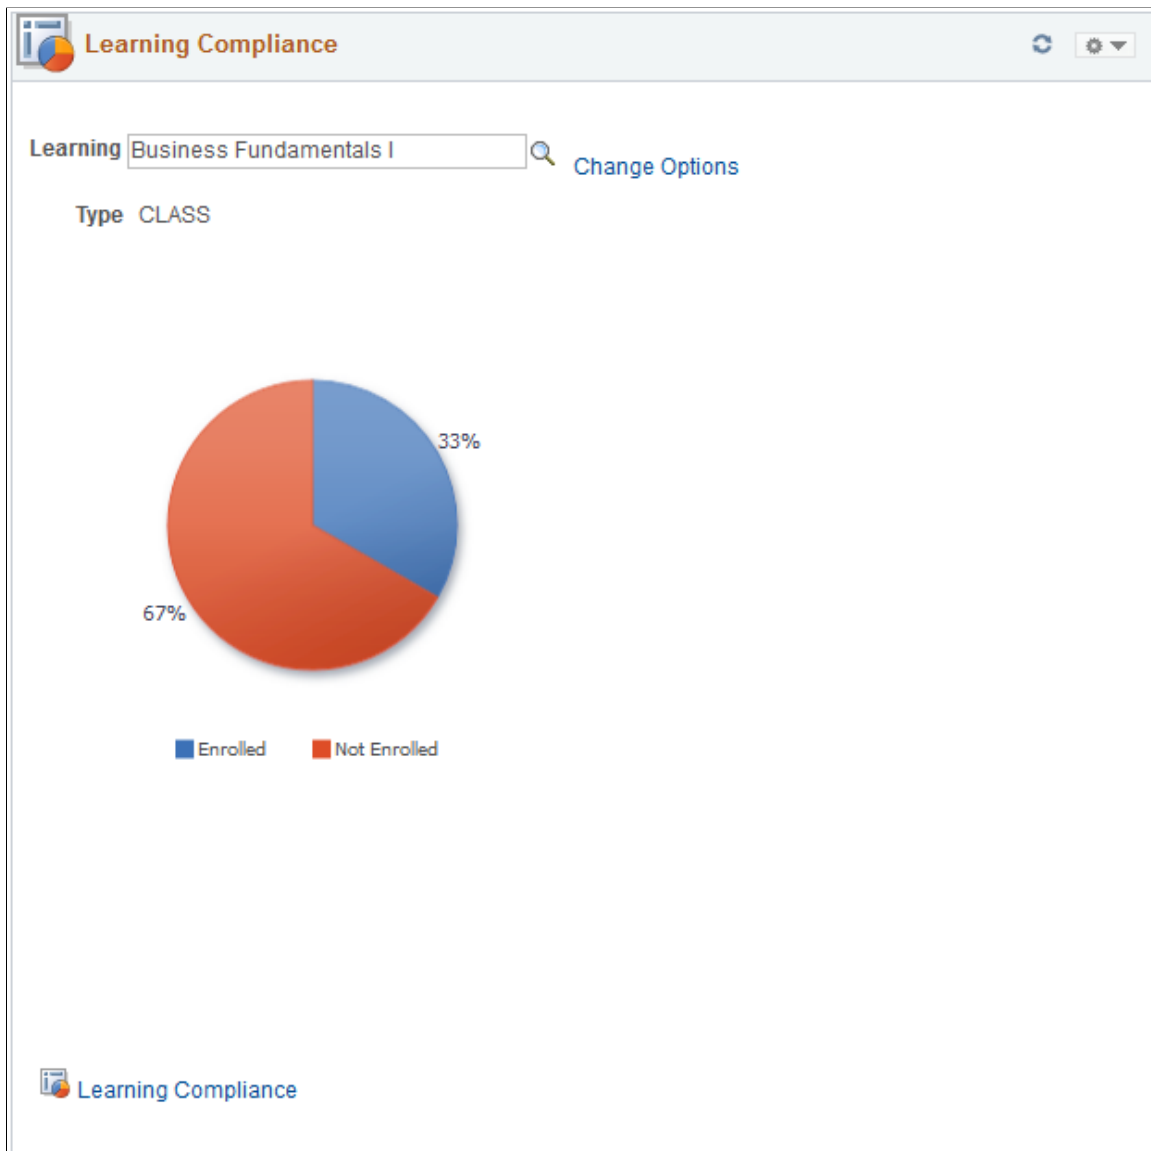 Learning Compliance
Learning Business Fundamentals I
Change Options
Type CLASS
33%
67%
Enrolled Not Enrolled
Learning Compliance